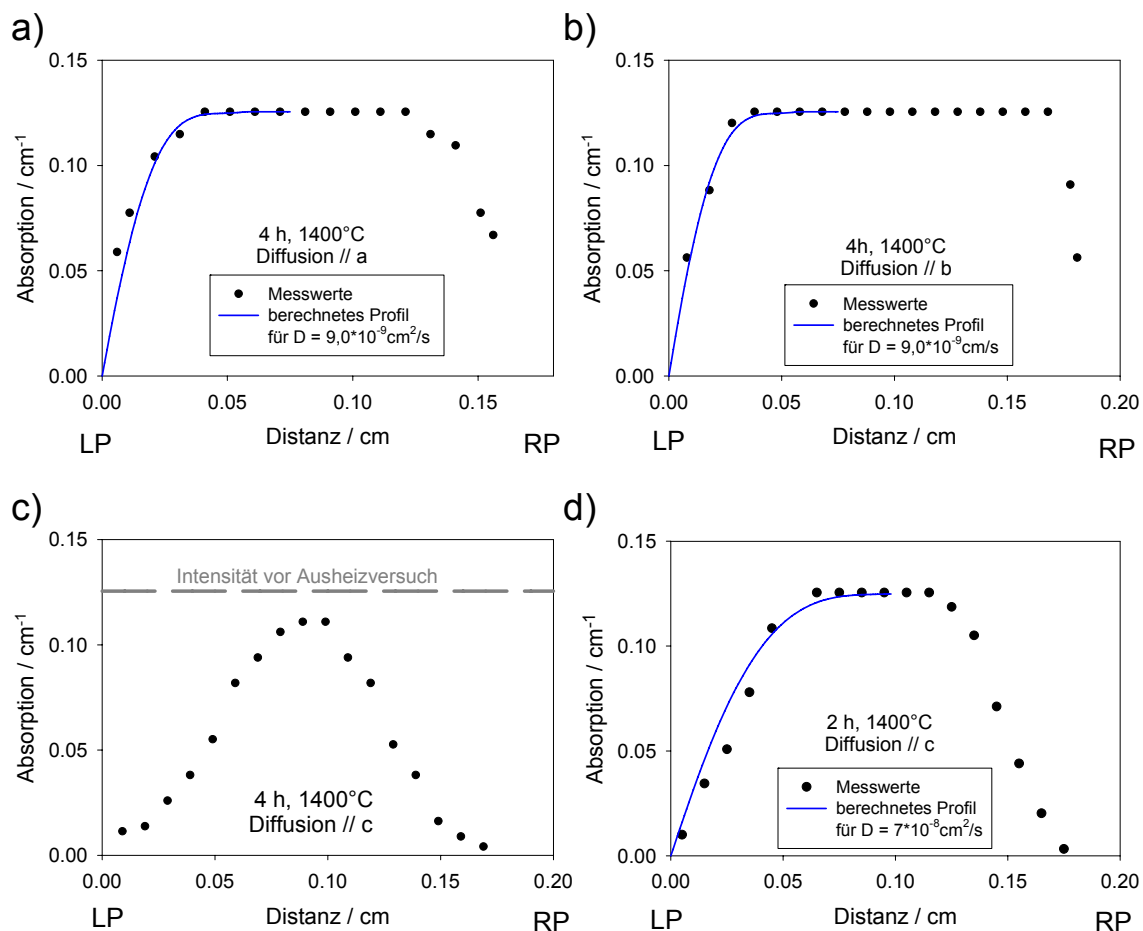 a)
0.15
0.10
0.05
0.00
Absorption / cm-1
4 h, 1400°C
Diffusion // a
Messwerte
berechnetes Profil
für D = 9,0*10-9cm2/s
0.00 0.05 0.10 0.15
LP Distanz / cm RP
b)
0.15
0.10
0.05
0.00
Absorption / cm-1
4h, 1400°C
Diffusion // b
Messwerte
berechnetes Profil
für D = 9,0*10-9cm/s
0.00 0.05 0.10 0.15 0.20
LP Distanz / cm RP
c)
0.15
0.10
0.05
0.00
Absorption / cm-1
Intensität vor Ausheizversuch
4 h, 1400°C
Diffusion // c
0.00 0.05 0.10 0.15 0.20
LP Distanz / cm RP
d)
0.15
0.10
0.05
0.00
Absorption / cm-1
2 h, 1400°C
Diffusion // c
Messwerte
berechnetes Profil
für D = 7*10-8cm2/s
0.00 0.05 0.10 0.15 0.20
LP Distanz / cm RP